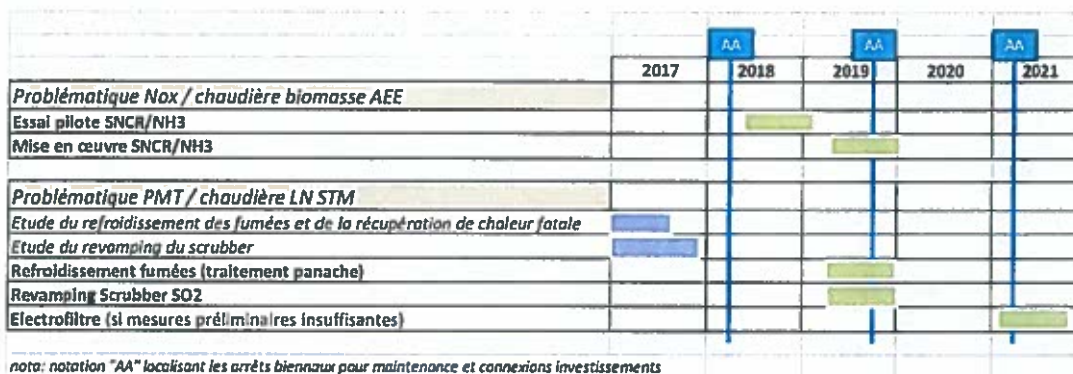 AA AA AA
2017 2018 2019 2020 2021
Problématique Nox / chaudière biomasse AEE
Essai pilote SNCR/NH3
Mise en œuvre SNCR/NH3
Problématique PMT / chaudière LN STM
Etude du refroidissement des fumées et de la récupération de chaleur fatale
Etude du revamping du scrubber
Refroidissement fumées (traitement panache)
Revamping Scrubber SO2
Electrofiltre (si mesures préliminaires insuffisantes)
nota: notation "AA" localisant les arrêts biennaux pour maintenance et connexions investissements